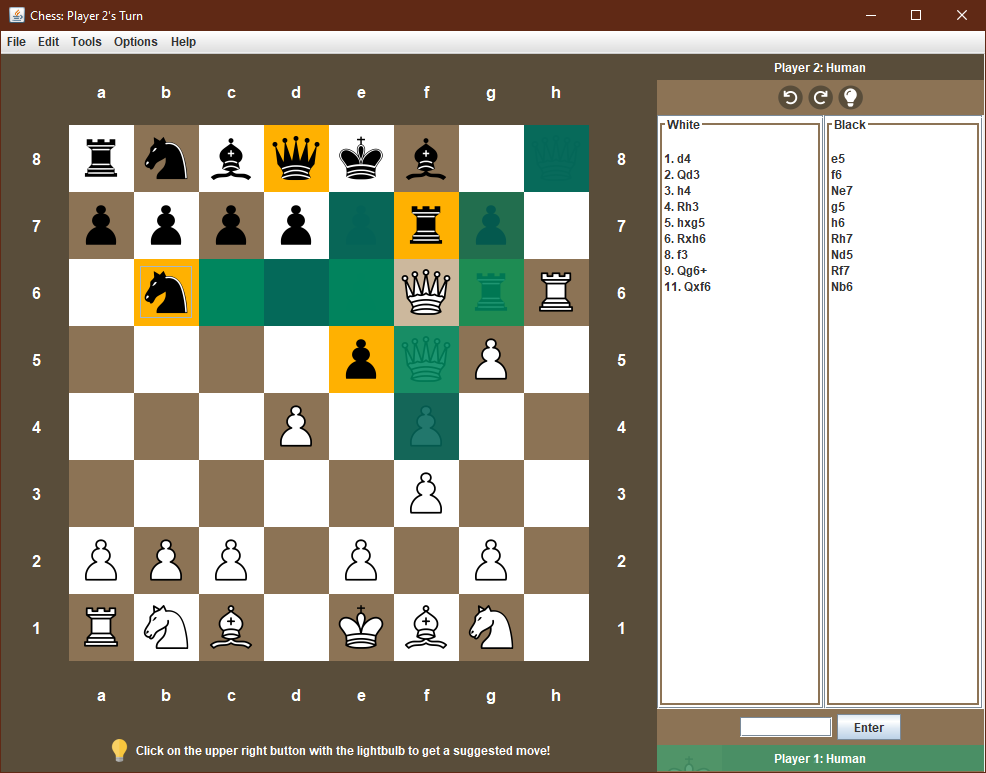 Chess: Player 2's Turn
File Edit Tools Options Help
Player 2: Human
a b c d e f g h
White Black
8 8
1. d4 e5
2. Qd3 f6
3. h4 Ne7
4. Rh3 g5
7 7
5. hxg5 h6
6. Rxh6 Rh7
8. f3 Nd5
9. Qg6+ Rf7
11. Qxf6 Nb6
6 6
5 5
4 4
3 3
2 2
1 1
a b c d e f g h
Enter
Click on the upper right button with the lightbulb to get a suggested move!
Player 1: Human